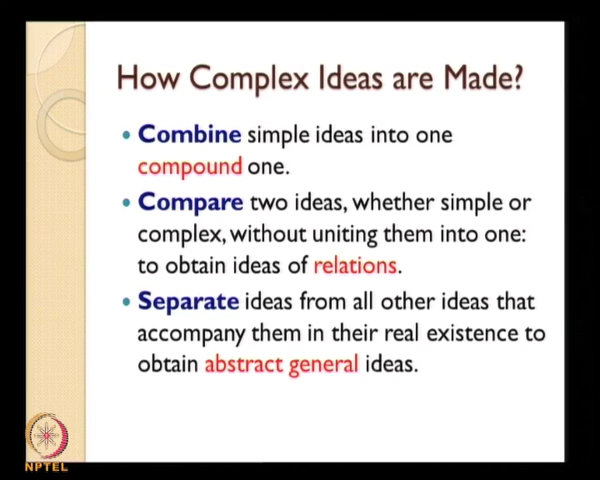 How Complex Ideas are Made?
• Combine simple ideas into one
compound one.
• Compare two ideas, whether simple or
complex, without uniting them into one:
to obtain ideas of relations.
• Separate ideas from all other ideas that
accompany them in their real existence to
obtain abstract general ideas.
NPTEL